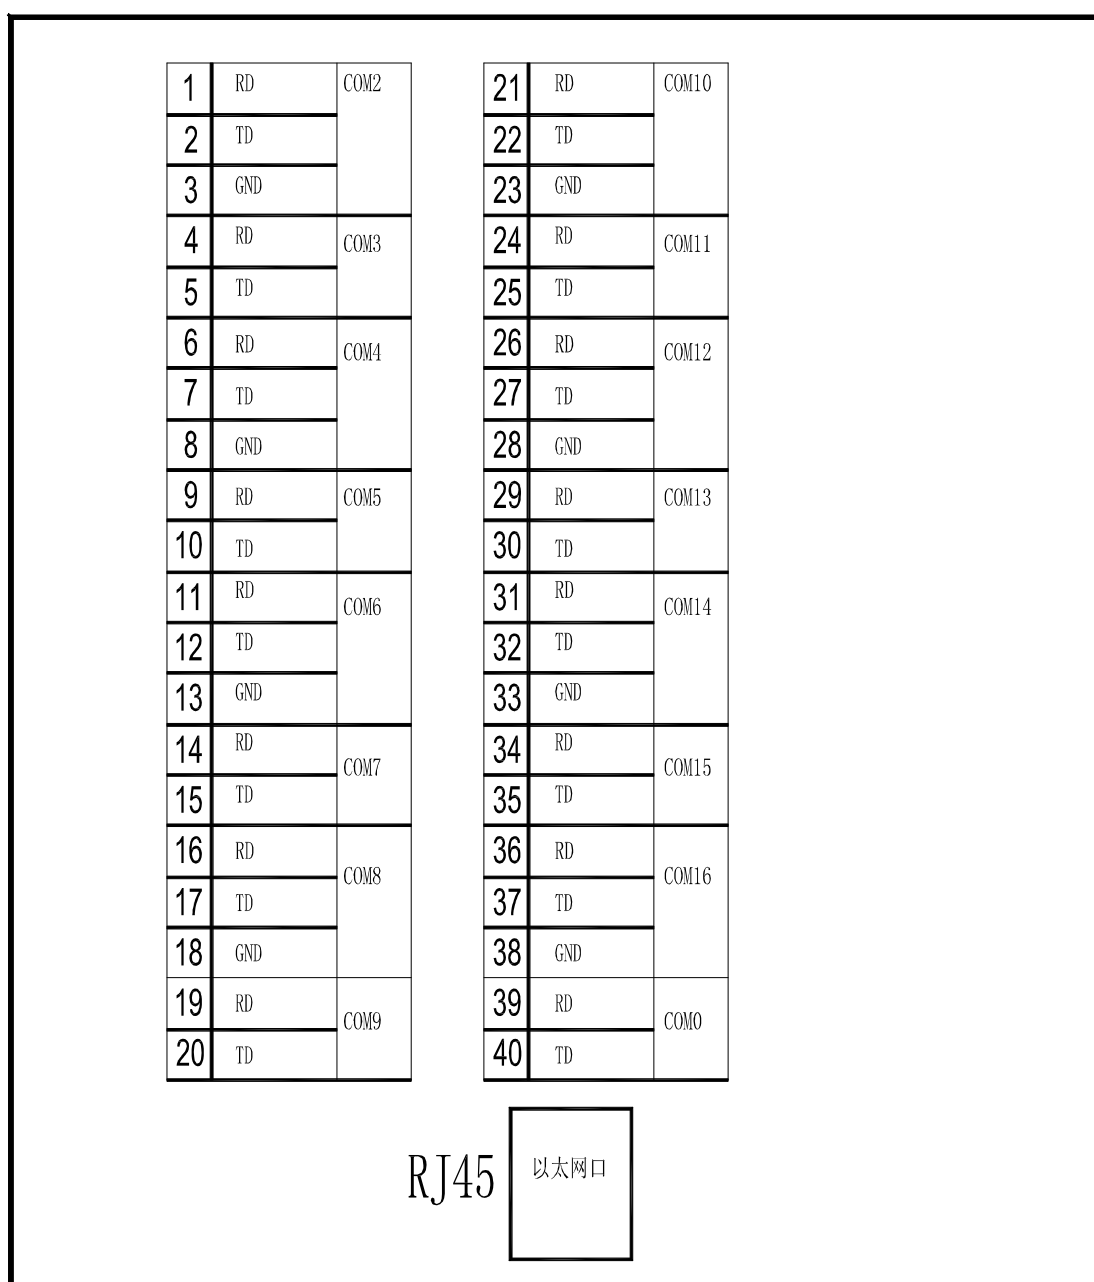 1 RD COM2
2 TD
3 GND
4 RD COM3
5 TD
6 RD COM4
7 TD
8 GND
9 RD COM5
10 TD
11 RD COM6
12 TD
13 GND
14 RD COM7
15 TD
16 RD COM8
17 TD
18 GND
19 RD COM9
20 TD
21 RD COM10
22 TD
23 GND
24 RD COM11
25 TD
26 RD COM12
27 TD
28 GND
29 RD COM13
30 TD
31 RD COM14
32 TD
33 GND
34 RD COM15
35 TD
36 RD COM16
37 TD
38 GND
39 RD COM0
40 TD
RJ45 以太网口